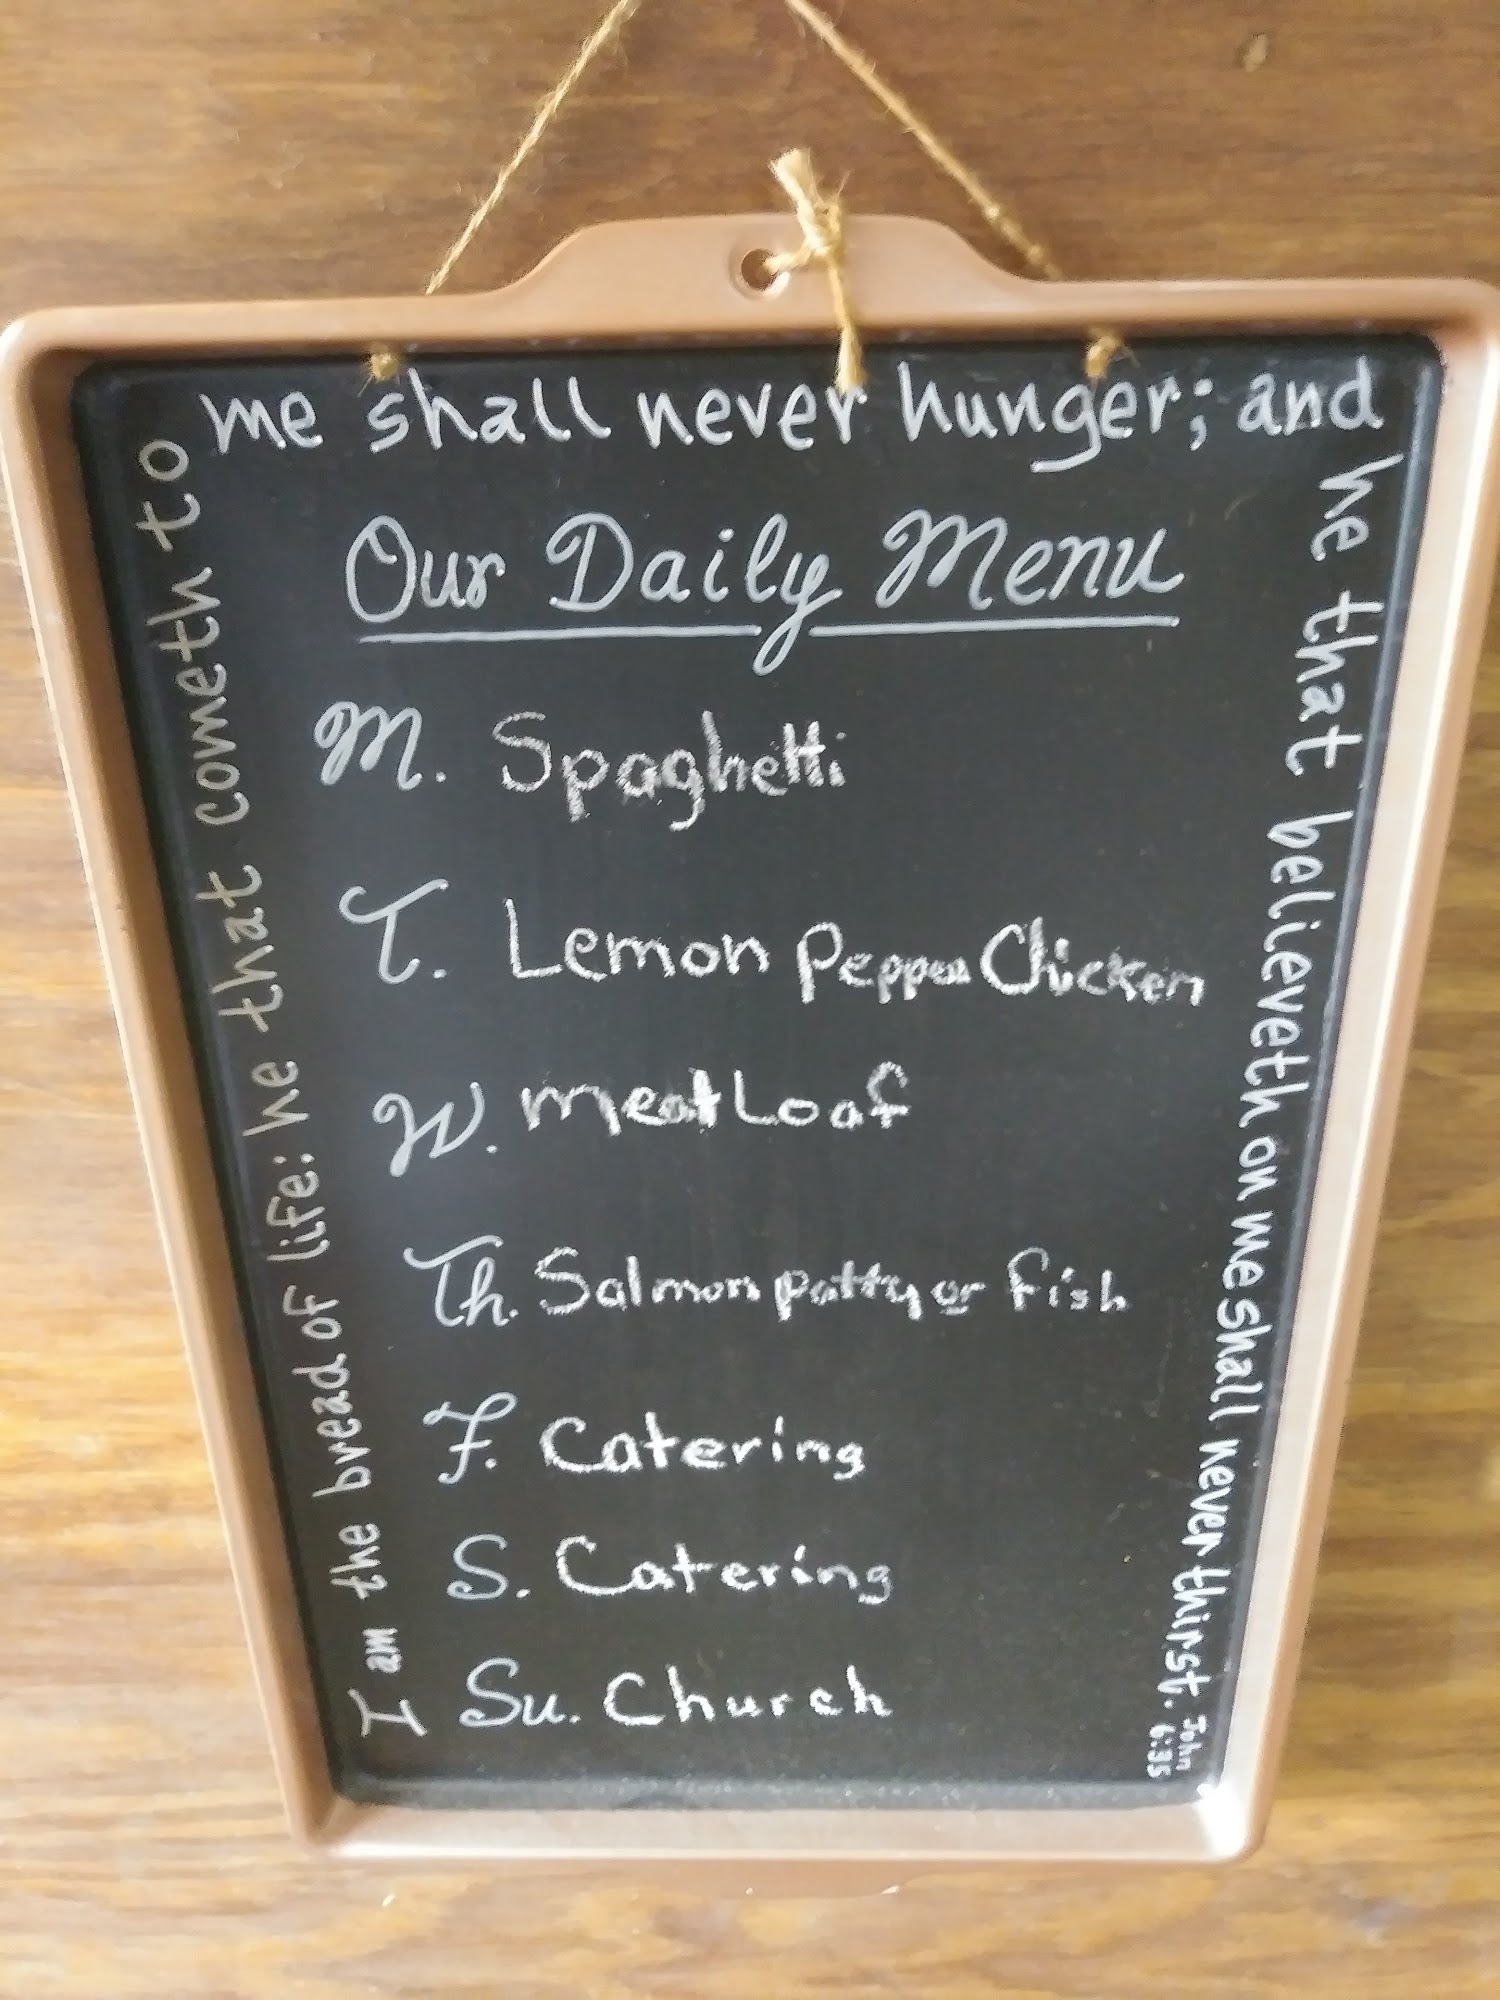 I am the bread of life: he that cometh to
me shall never hunger; and
he that believeth on me shall never thirst. John
6:35
Our Daily Menu
M. Spaghetti
T. Lemon Pepper Chicken
W. meat Loaf
Th. Salmon patty or fish
F. Catering
S. Catering
Su. Church